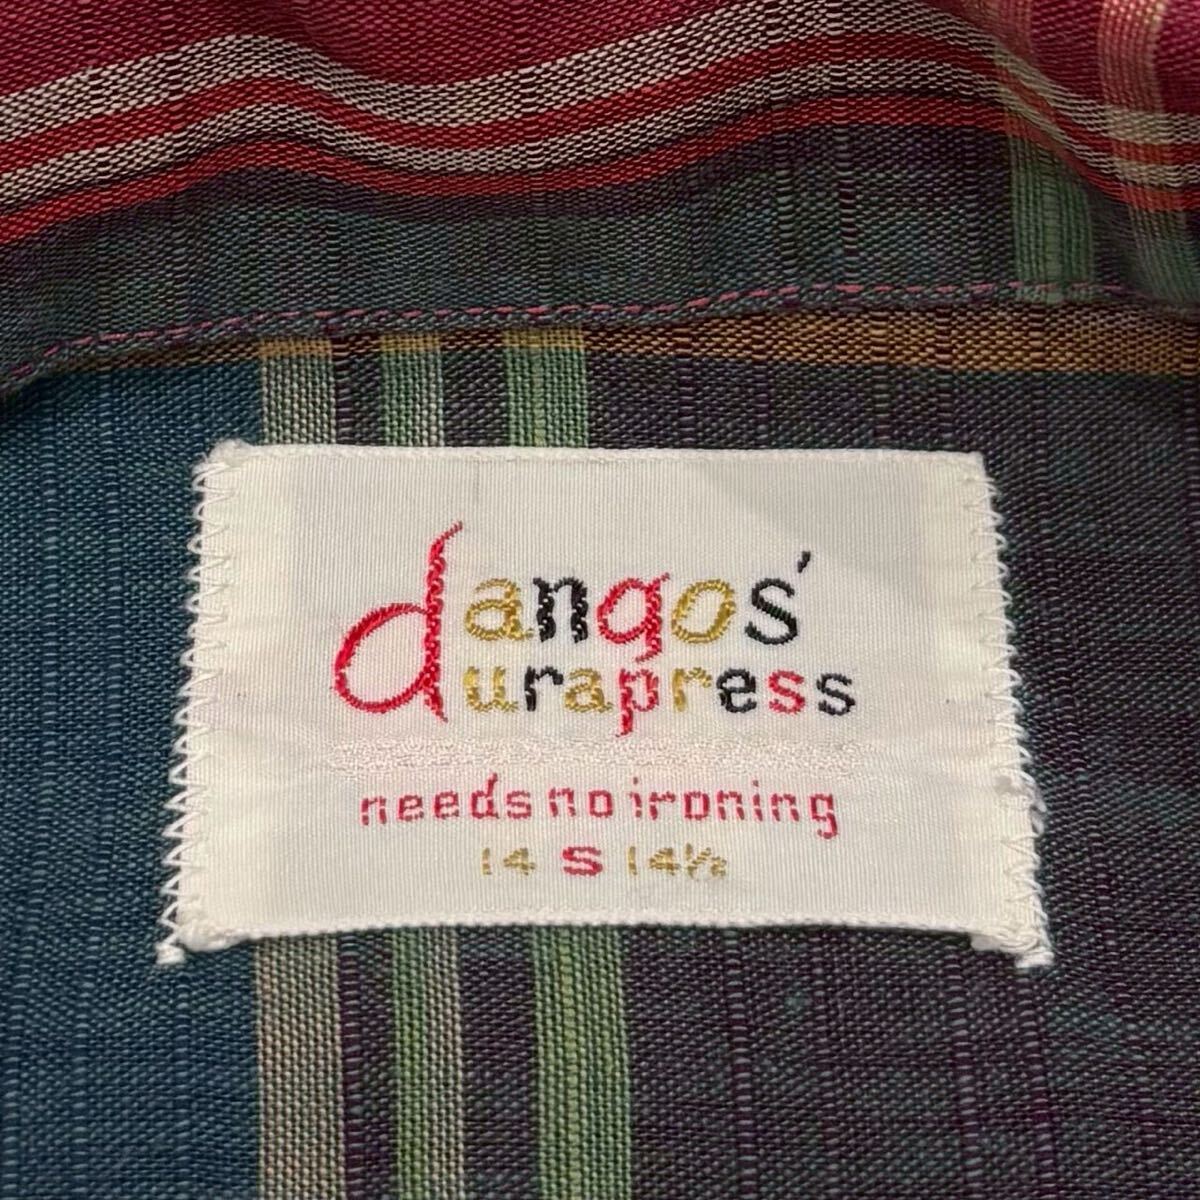 dangos'
durapress
needs no ironing
14 S 14½